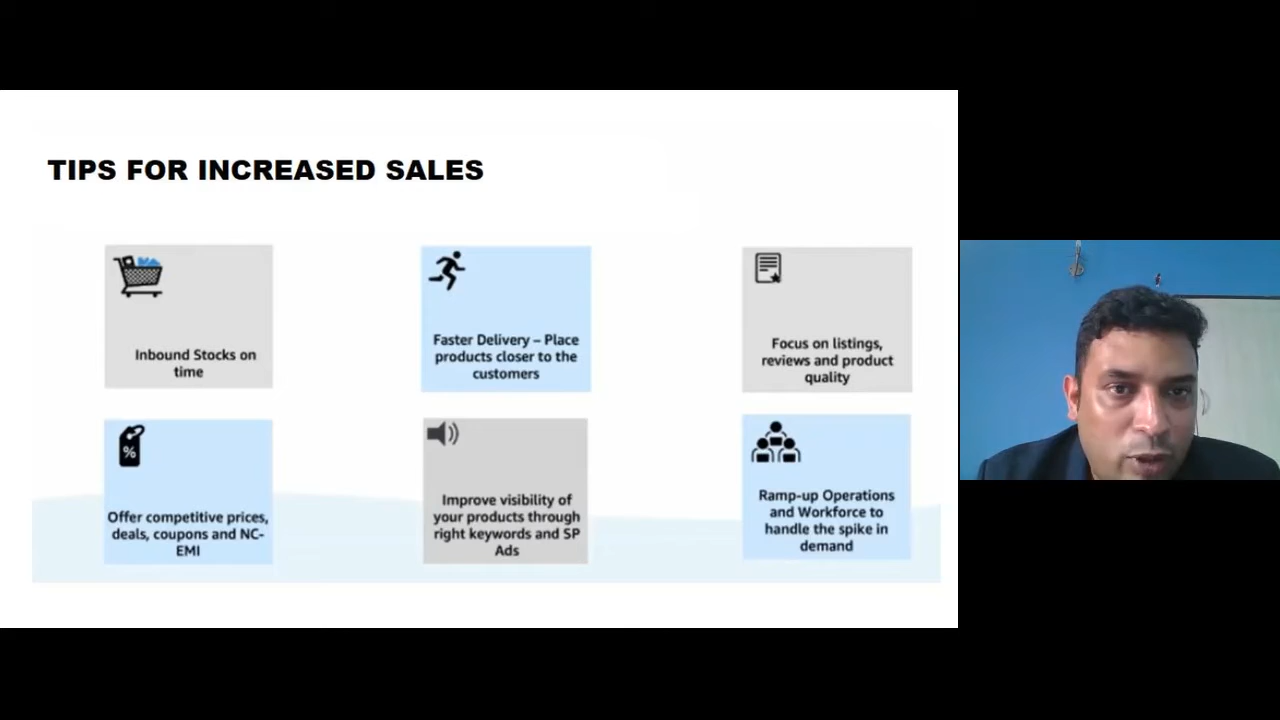 TIPS FOR INCREASED SALES
Inbound Stocks on
time
Faster Delivery – Place
products closer to the
customers
Focus on listings,
reviews and product
quality
%
Offer competitive prices,
deals, coupons and NC-
EMI
Improve visibility of
your products through
right keywords and SP
Ads
Ramp-up Operations
and Workforce to
handle the spike in
demand